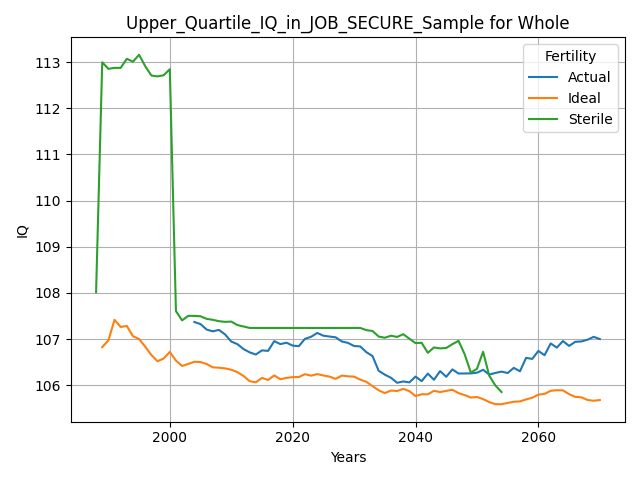 Upper_Quartile_IQ_in_JOB_SECURE_Sample for Whole
Fertility
Actual
Ideal
Sterile
IQ
113
112
111
110
109
108
107
106
2000
2020
2040
2060
Years